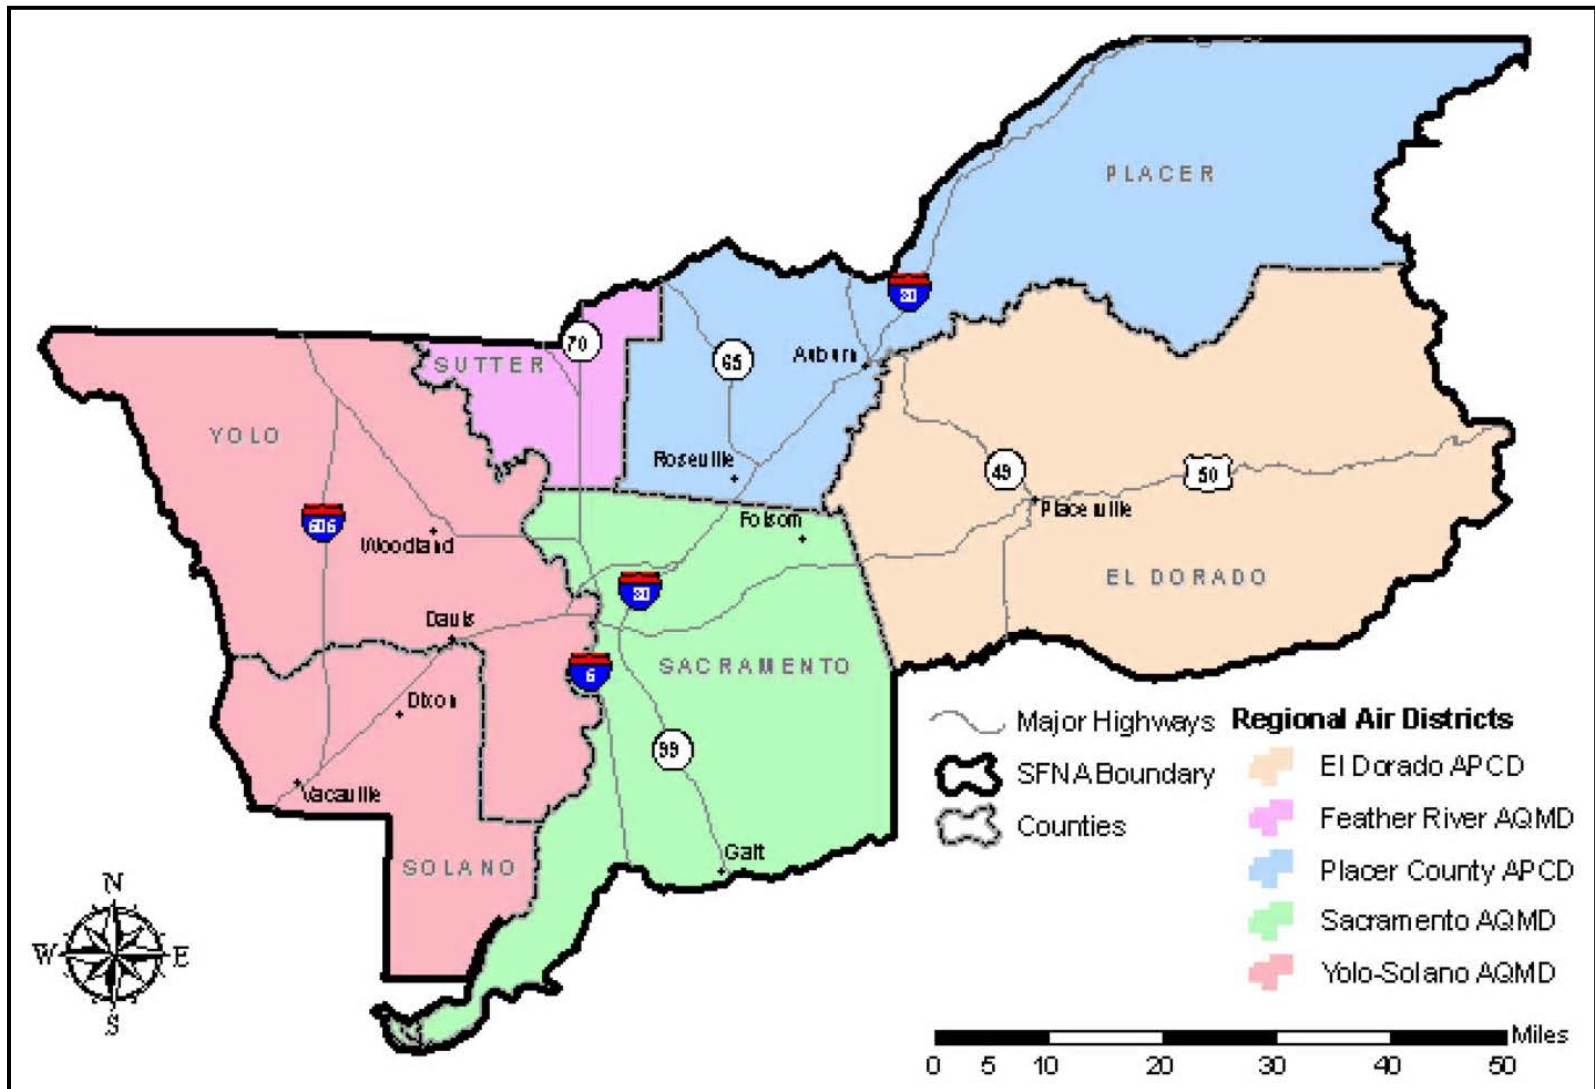 PLACER
80
70
SUTTER
65
Auburn
YOLO
Roseville
49
50
Placerville
505
Woodland
Folsom
EL DORADO
80
Davis
SACRAMENTO
5
Dixon
99
Vacaville
Galt
SOLANO
Major Highways
SFNA Boundary
Counties
Regional Air Districts
El Dorado APCD
Feather River AQMD
Placer County APCD
Sacramento AQMD
Yolo-Solano AQMD
N
W E
S
Miles
0 5 10 20 30 40 50